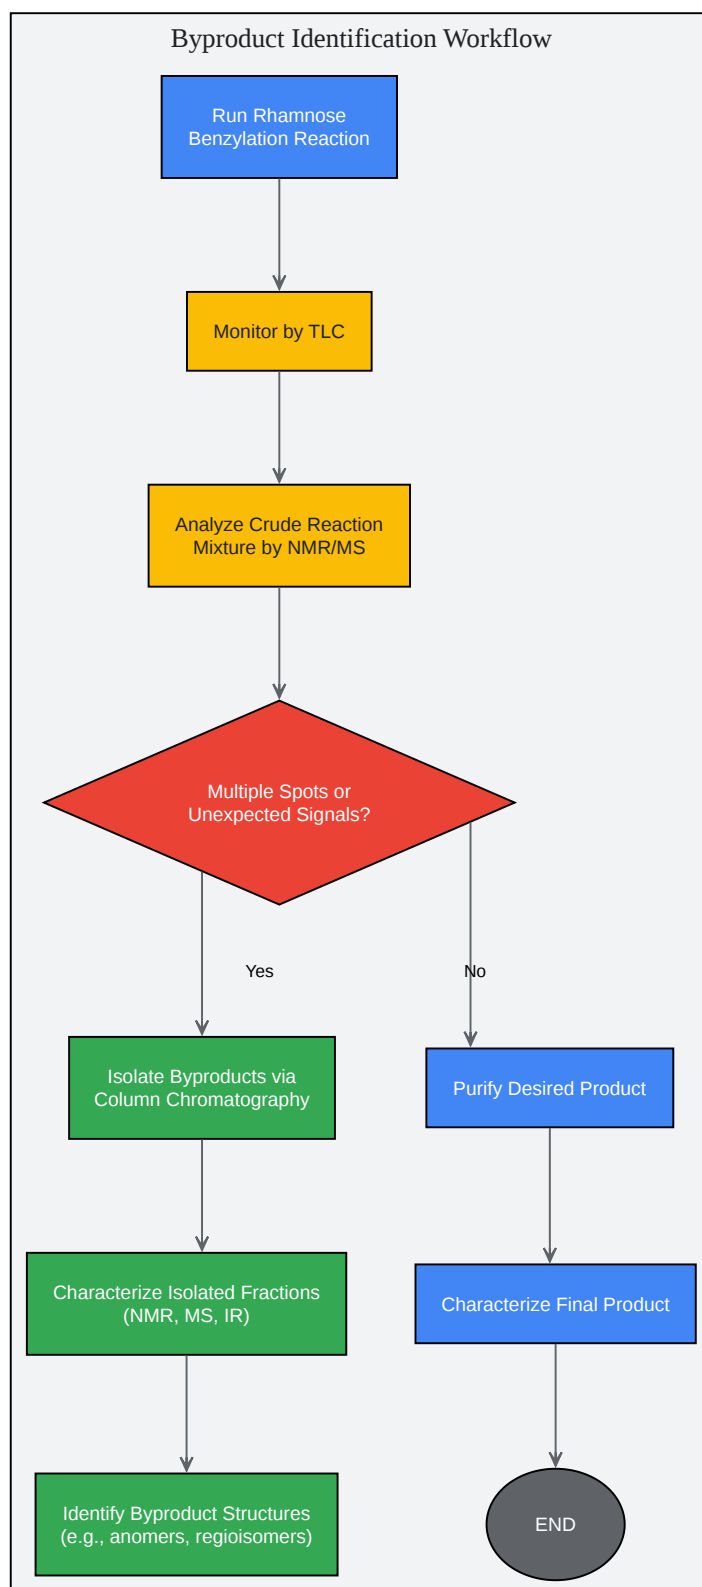 Byproduct Identification Workflow
Run Rhamnose
Benzylation Reaction
Monitor by TLC
Analyze Crude Reaction
Mixture by NMR/MS
Multiple Spots or
Unexpected Signals?
Yes
No
Isolate Byproducts via
Column Chromatography
Purify Desired Product
Characterize Isolated Fractions
(NMR, MS, IR)
Characterize Final Product
Identify Byproduct Structures
(e.g., anomers, regioisomers)
END